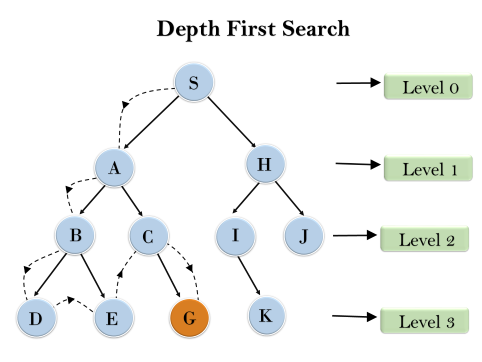 Depth First Search
S
Level 0
A
H
Level 1
B
C
I
J
Level 2
D
E
G
K
Level 3